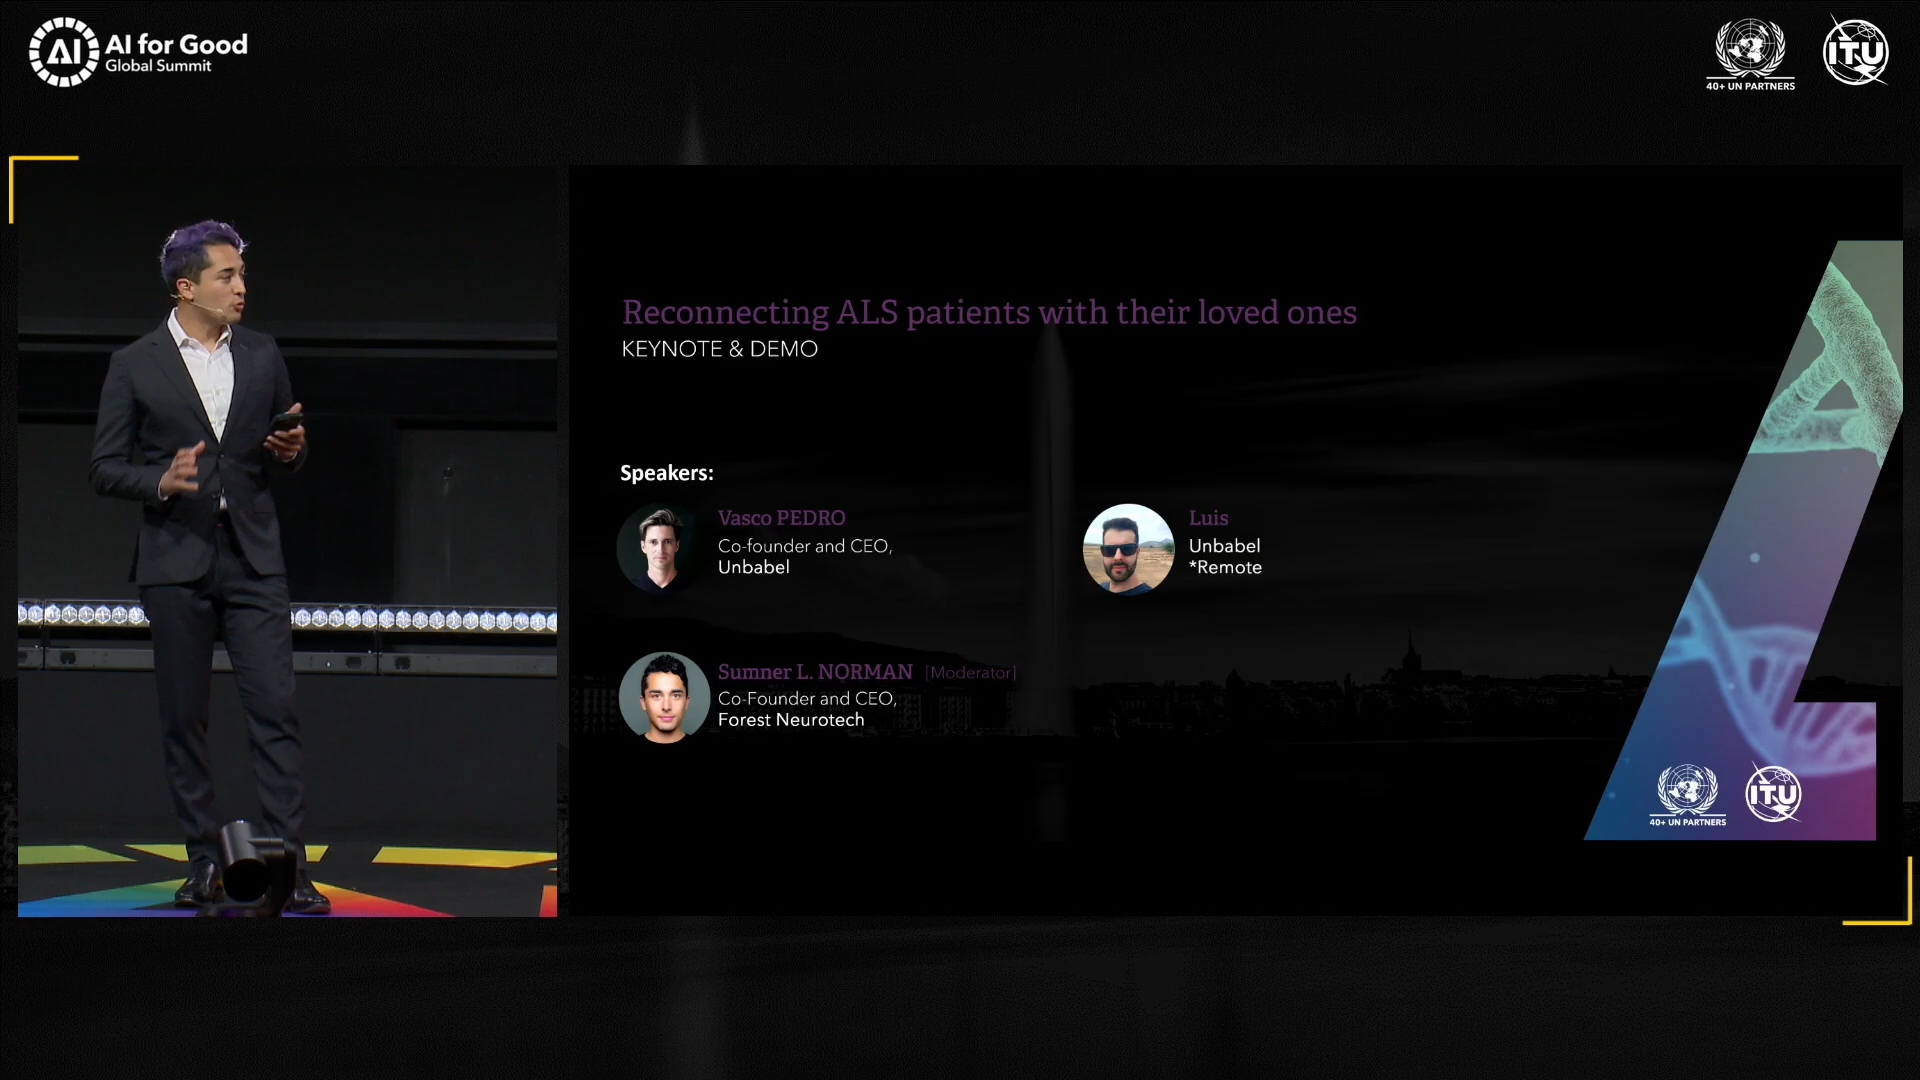 AI
AI for Good
Global Summit
40+ UN PARTNERS
ITU
Reconnecting ALS patients with their loved ones
KEYNOTE & DEMO
Speakers:
Vasco PEDRO
Co-founder and CEO,
Unbabel
Luis
Unbabel
*Remote
Sumner L. NORMAN [Moderator]
Co-Founder and CEO,
Forest Neurotech
40+ UN PARTNERS
ITU